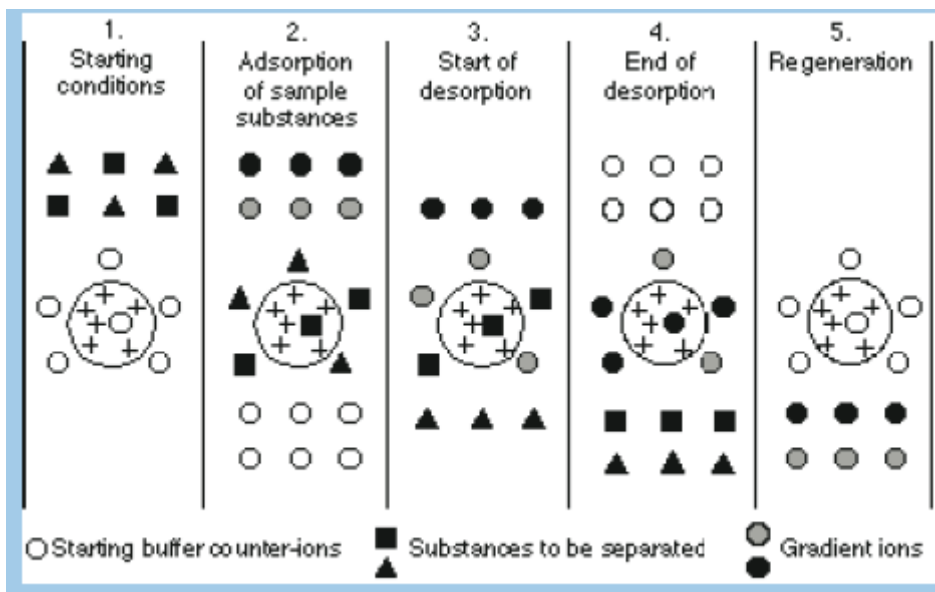 1.
Starting
conditions
2.
Adsorption
of sample
substances
3.
Start of
desorption
4.
End of
desorption
5.
Regeneration
Starting buffer counter-ions
Substances to be separated
Gradient ions